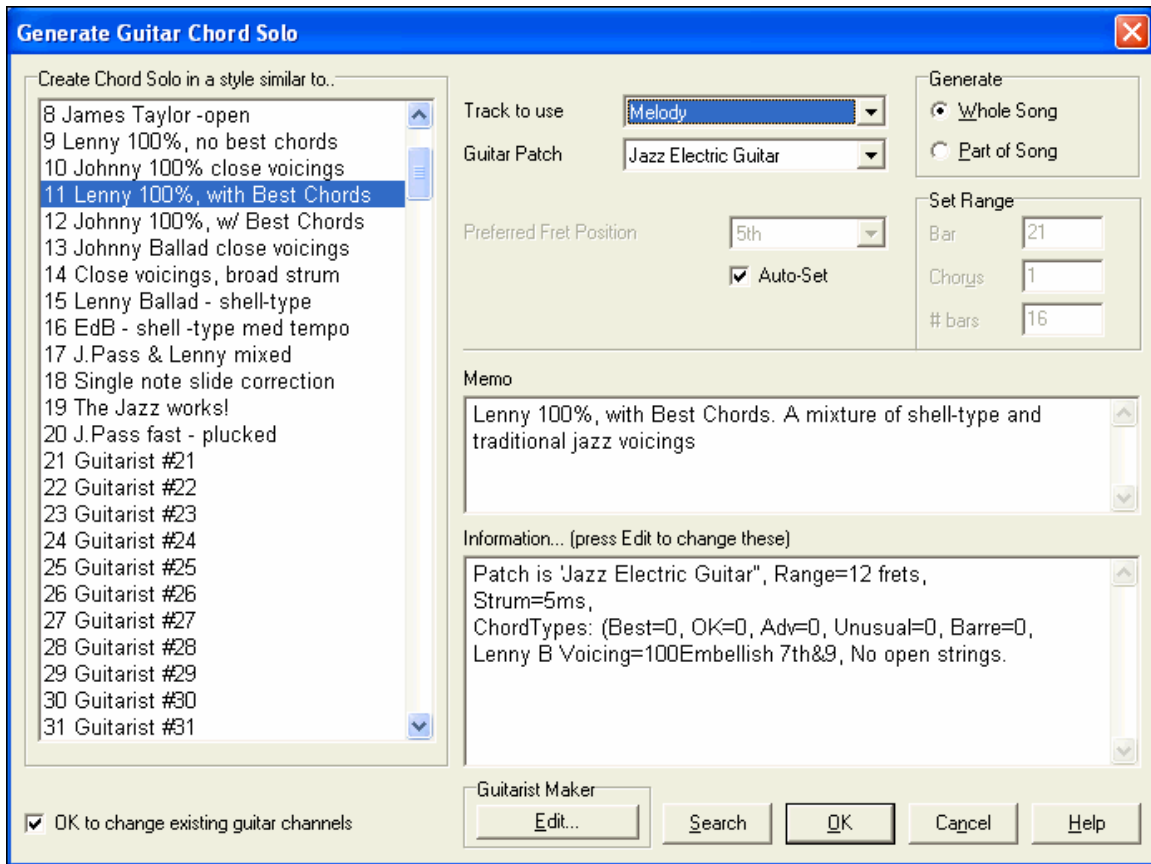 Generate Guitar Chord Solo
Create Chord Solo in a style similar to..
8 James Taylor -open
9 Lenny 100%, no best chords
10 Johnny 100% close voicings
11 Lenny 100%, with Best Chords
12 Johnny 100%, w/ Best Chords
13 Johnny Ballad close voicings
14 Close voicings, broad strum
15 Lenny Ballad - shell-type
16 EdB - shell -type med tempo
17 J.Pass & Lenny mixed
18 Single note slide correction
19 The Jazz works!
20 J.Pass fast - plucked
21 Guitarist #21
22 Guitarist #22
23 Guitarist #23
24 Guitarist #24
25 Guitarist #25
26 Guitarist #26
27 Guitarist #27
28 Guitarist #28
29 Guitarist #29
30 Guitarist #30
31 Guitarist #31
OK to change existing guitar channels
Track to use Melody
Guitar Patch Jazz Electric Guitar
Preferred Fret Position 5th
Auto-Set
Generate
Whole Song
Part of Song
Set Range
Bar 21
Chorus 1
# bars 16
Memo
Lenny 100%, with Best Chords. A mixture of shell-type and
traditional jazz voicings
Information... (press Edit to change these)
Patch is 'Jazz Electric Guitar", Range=12 frets,
Strum=5ms,
ChordTypes: (Best=0, OK=0, Adv=0, Unusual=0, Barre=0,
Lenny B Voicing=100Embellish 7th&9, No open strings.
Guitarist Maker
Edit... Search OK Cancel Help